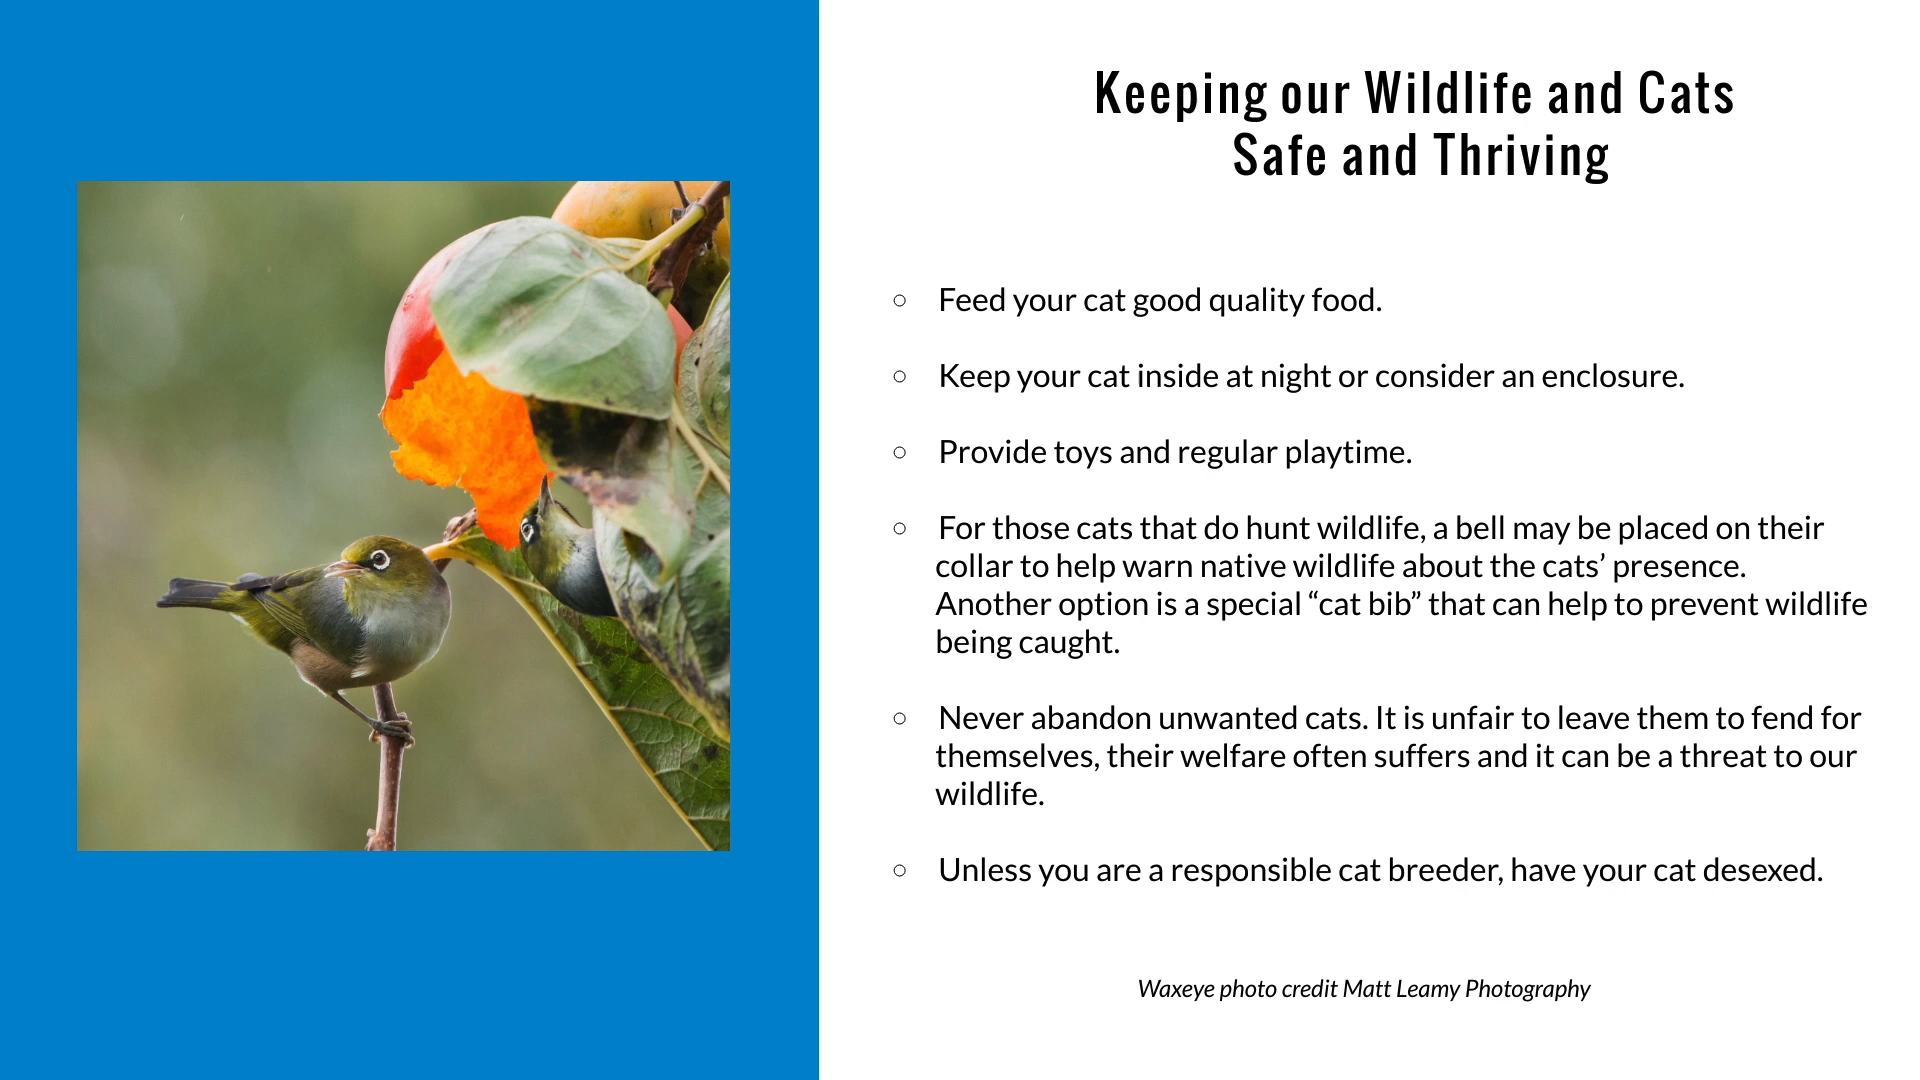 Keeping our Wildlife and Cats
Safe and Thriving
○ Feed your cat good quality food.
○ Keep your cat inside at night or consider an enclosure.
○ Provide toys and regular playtime.
○ For those cats that do hunt wildlife, a bell may be placed on their
collar to help warn native wildlife about the cats’ presence.
Another option is a special “cat bib” that can help to prevent wildlife
being caught.
○ Never abandon unwanted cats. It is unfair to leave them to fend for
themselves, their welfare often suffers and it can be a threat to our
wildlife.
○ Unless you are a responsible cat breeder, have your cat desexed.
Waxeye photo credit Matt Leamy Photography